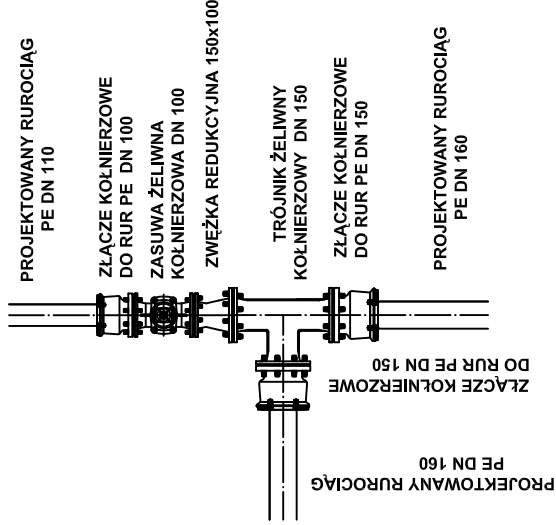 PROJEKTOWANY RUROCIĄG
PE DN 110
ZŁĄCZE KOŁNIERZOWE
DO RUR PE DN 100
ZASUWA ŻELIWNA
KOŁNIERZOWA DN 100
ZWĘŻKA REDUKCYJNA 150x100
TRÓJNIK ŻELIWNY
KOŁNIERZOWY DN 150
ZŁĄCZE KOŁNIERZOWE
DO RUR PE DN 150
PROJEKTOWANY RUROCIĄG
PE DN 160
ZŁĄCZE KOŁNIERZOWE
DO RUR PE DN 150
PROJEKTOWANY RUROCIĄG
PE DN 160